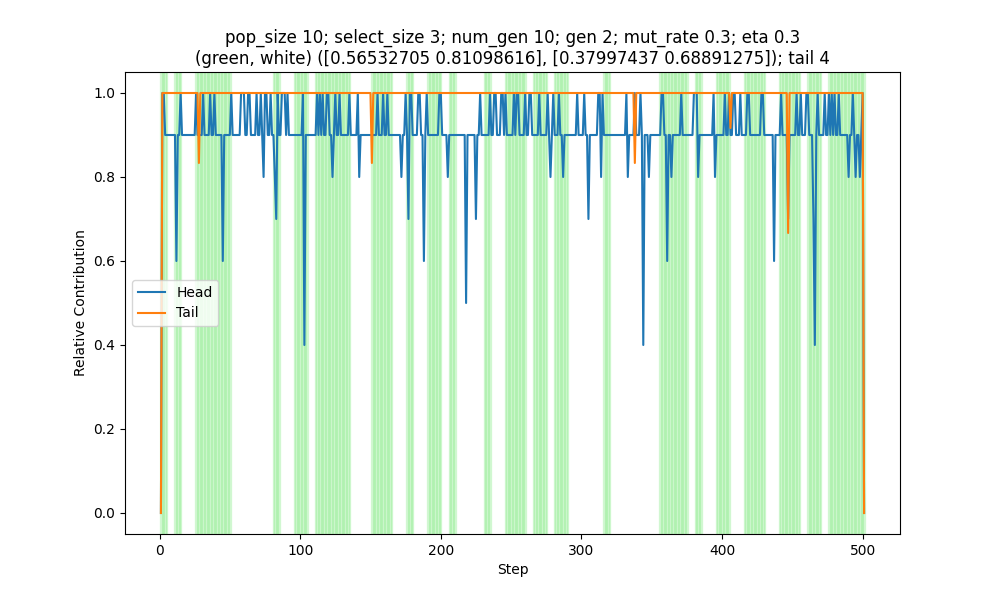 pop_size 10; select_size 3; num_gen 10; gen 2; mut_rate 0.3; eta 0.3
(green, white) ([0.56532705 0.81098616], [0.37997437 0.68891275]); tail 4
1.0
0.8
0.6
0.4
0.2
0.0
Relative Contribution
Head
Tail
0
100
200
300
400
500
Step